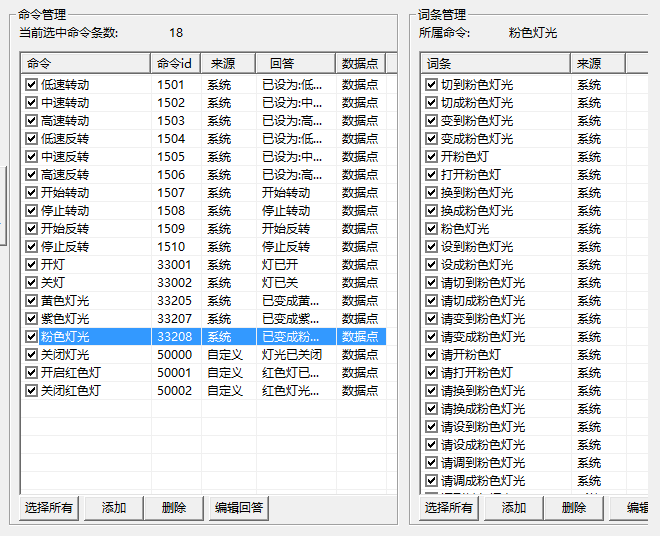 命令管理
当前选中命令条数: 18
命令 命令id 来源 回答 数据点
低速转动 1501 系统 已设为:低... 数据点
中速转动 1502 系统 已设为:中... 数据点
高速转动 1503 系统 已设为:高... 数据点
低速反转 1504 系统 已设为:低... 数据点
中速反转 1505 系统 已设为:中... 数据点
高速反转 1506 系统 已设为:高... 数据点
开始转动 1507 系统 开始转动 数据点
停止转动 1508 系统 停止转动 数据点
开始反转 1509 系统 开始反转 数据点
停止反转 1510 系统 停止反转 数据点
开灯 33001 系统 灯已开 数据点
关灯 33002 系统 灯已关 数据点
黄色灯光 33205 系统 已变成黄... 数据点
紫色灯光 33207 系统 已变成紫... 数据点
粉色灯光 33208 系统 已变成粉... 数据点
关闭灯光 50000 自定义 灯光已关闭 数据点
开启红色灯 50001 自定义 红色灯已... 数据点
关闭红色灯 50002 自定义 红色灯光... 数据点
选择所有 添加 删除 编辑回答
词条管理
所属命令: 粉色灯光
词条 来源
切到粉色灯光 系统
切成粉色灯光 系统
变到粉色灯光 系统
变成粉色灯光 系统
开粉色灯 系统
打开粉色灯 系统
换到粉色灯光 系统
换成粉色灯光 系统
粉色灯光 系统
设到粉色灯光 系统
设成粉色灯光 系统
请切到粉色灯光 系统
请切成粉色灯光 系统
请变到粉色灯光 系统
请变成粉色灯光 系统
请开粉色灯 系统
请打开粉色灯 系统
请换到粉色灯光 系统
请换成粉色灯光 系统
请设到粉色灯光 系统
请设成粉色灯光 系统
请调到粉色灯光 系统
请调成粉色灯光 系统
选择所有 添加 删除 编辑